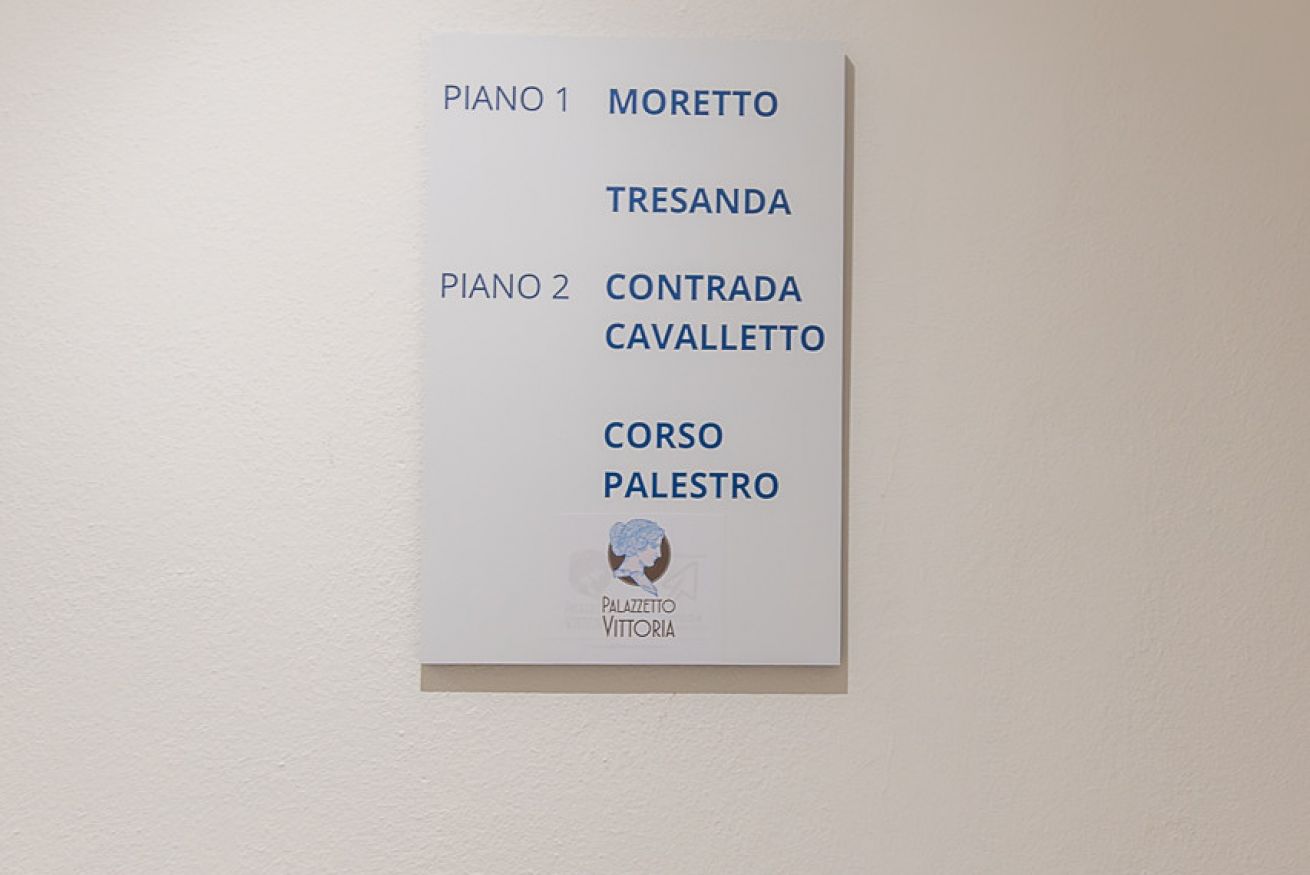 PIANO 1 MORETTO
TRESANDA
PIANO 2 CONTRADA
CAVALLETTO
CORSO
PALESTRO
PALAZZETTO
VITTORIA